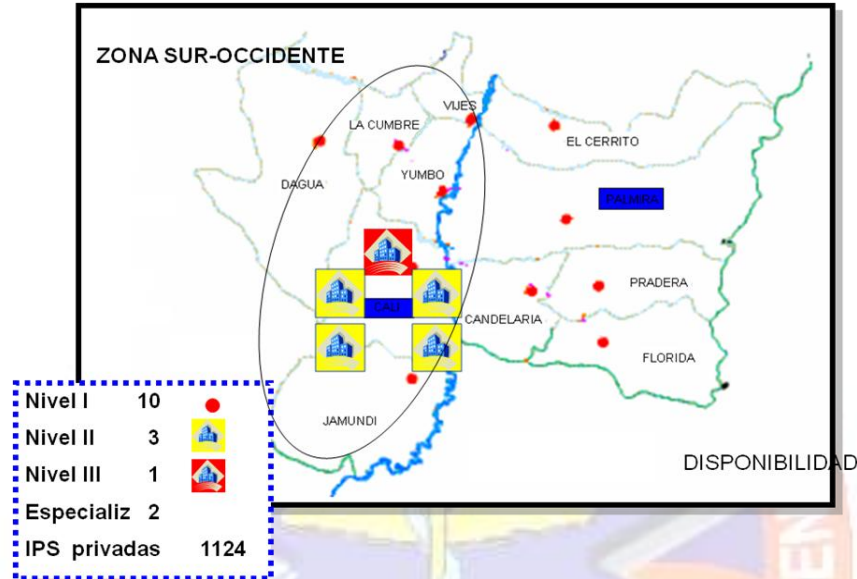 ZONA SUR-OCCIDENTE
VIJES
LA CUMBRE
EL CERRITO
YUMBO
DAGUA
PALMIRA
PRADERA
CALI
CANDELARIA
FLORIDA
JAMUNDI
DISPONIBILIDAD
Nivel I 10
Nivel II 3
Nivel III 1
Especializ 2
IPS privadas 1124